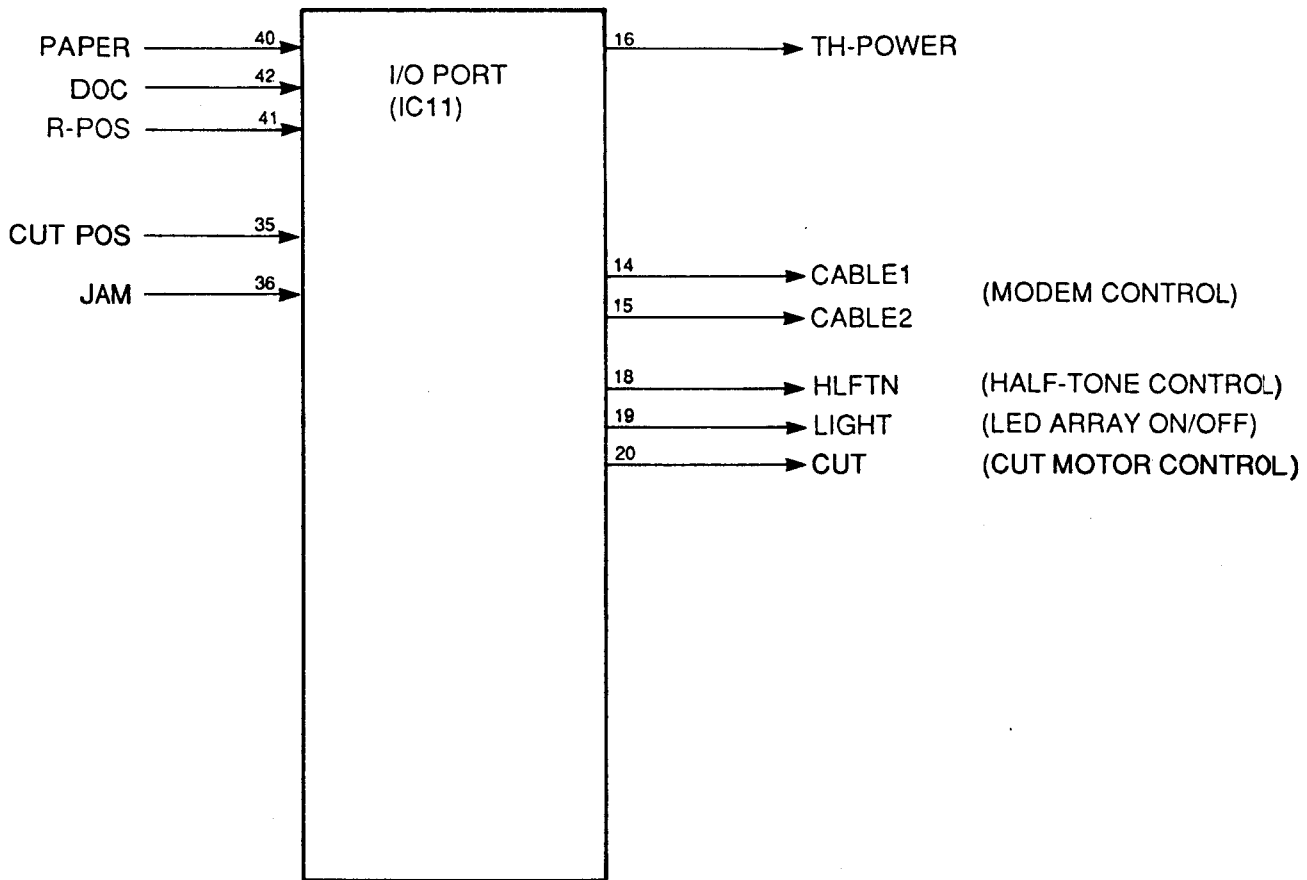 PAPER 40
DOC 42
R-POS 41
CUT POS 35
JAM 36
I/O PORT
(IC11)
16 TH-POWER
14 CABLE1
15 CABLE2
(MODEM CONTROL)
18 HLFTN (HALF-TONE CONTROL)
19 LIGHT (LED ARRAY ON/OFF)
20 CUT (CUT MOTOR CONTROL)